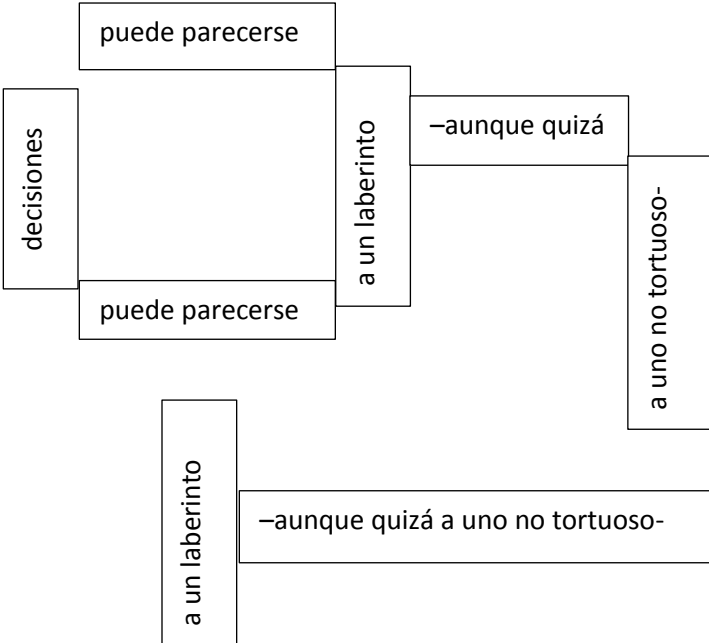 puede parecerse
decisiones
a un laberinto
–aunque quizá
a uno no tortuoso-
puede parecerse
a un laberinto
–aunque quizá a uno no tortuoso-